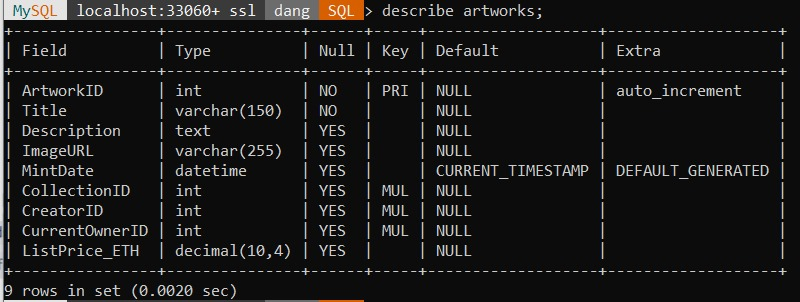 MySQL localhost:33060+ ssl dang SQL > describe artworks;
+----------------+---------------+------+-----+-------------------+-------------------+
| Field | Type | Null | Key | Default | Extra |
+----------------+---------------+------+-----+-------------------+-------------------+
| ArtworkID | int | NO | PRI | NULL | auto_increment |
| Title | varchar(150) | NO | | NULL | |
| Description | text | YES | | NULL | |
| ImageURL | varchar(255) | YES | | NULL | |
| MintDate | datetime | YES | | CURRENT_TIMESTAMP | DEFAULT_GENERATED |
| CollectionID | int | YES | MUL | NULL | |
| CreatorID | int | YES | MUL | NULL | |
| CurrentOwnerID | int | YES | MUL | NULL | |
| ListPrice_ETH | decimal(10,4) | YES | | NULL | |
+----------------+---------------+------+-----+-------------------+-------------------+
9 rows in set (0.0020 sec)